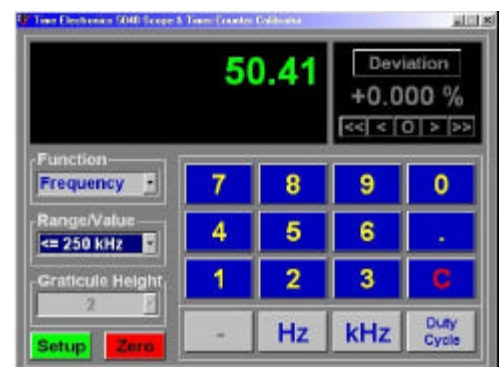 Time Electronics 5040 Scope & Timer Counter Calibrator
50.41
Deviation
+0.000 %
<< < O > >>
Function
Frequency
7 8 9 0
Range/Value
<= 250 kHz
4 5 6 .
Graticule Height
2
1 2 3 C
Setup Zero
- Hz kHz Duty Cycle